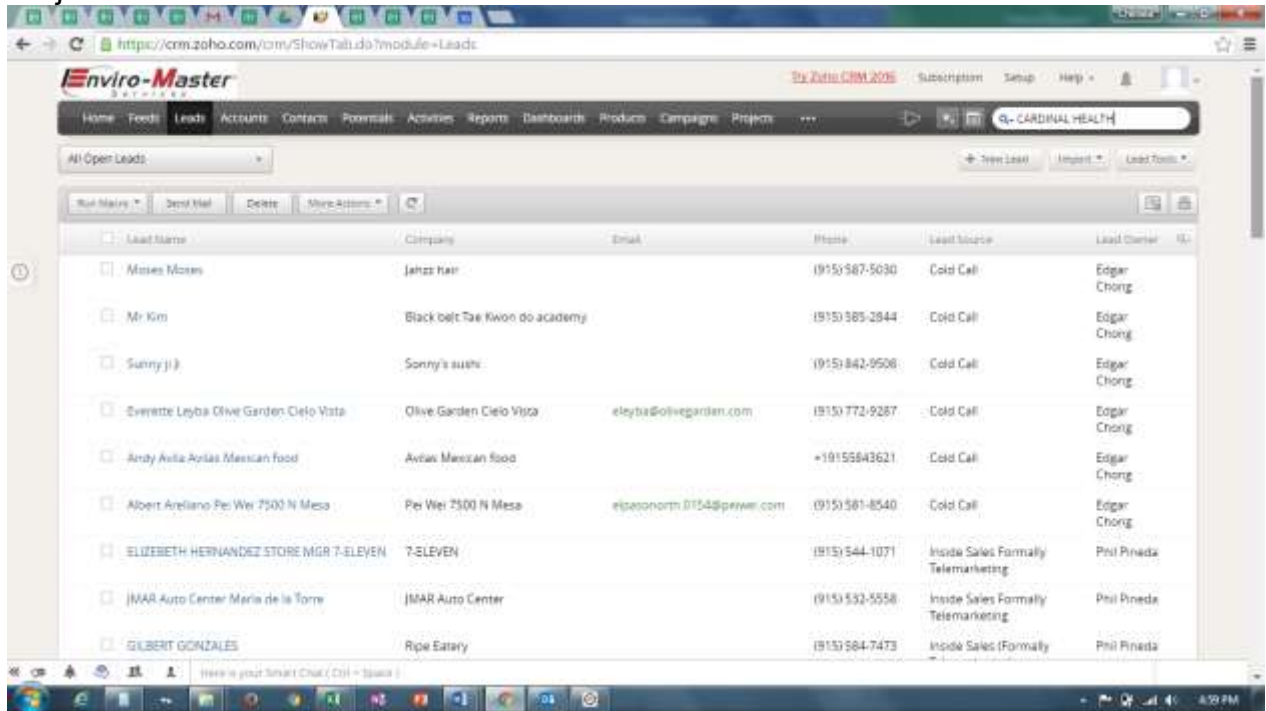 https://crm.zoho.com/crm/ShowTab.do?module=Leads
Enviro-Master
Services
Try Zoho CRM 2016 Subscription Setup Help
Home Feeds Leads Accounts Contacts Potentials Activities Reports Dashboards Products Campaigns Projects ••• CARDINAL HEALTH
All Open Leads + New Lead Import Lead Tools
Run Macro Send Mail Delete More Actions
Lead Name Company Email Phone Lead Source Lead Owner
Moses Moses Jahzs hair (915) 587-5030 Cold Call Edgar
Chong
Mr Kim Black belt Tae Kwon do academy (915) 585-2844 Cold Call Edgar
Chong
Sunny Sonny's sushi (915) 842-9508 Cold Call Edgar
Chong
Everette Leyba Olive Garden Cielo Vista Olive Garden Cielo Vista eleyba@olivegarden.com (915) 772-9287 Cold Call Edgar
Chong
Andy Avila Avilas Mexican food Avilas Mexican food +19155843621 Cold Call Edgar
Chong
Albert Arellano Pei Wei 7500 N Mesa Pei Wei 7500 N Mesa elpasonorth.0154@peiwei.com (915) 581-8540 Cold Call Edgar
Chong
ELIZEBETH HERNANDEZ STORE MGR 7-ELEVEN 7-ELEVEN (915) 544-1071 Inside Sales Formally Phil Pineda
Telemarketing
JMAR Auto Center Maria de la Torre JMAR Auto Center (915) 532-5558 Inside Sales Formally Phil Pineda
Telemarketing
GILBERT GONZALES Ripe Eatery (915) 584-7473 Inside Sales (Formally Phil Pineda
Here is your Smart Chat ( Ctrl + Space )
4:59 PM